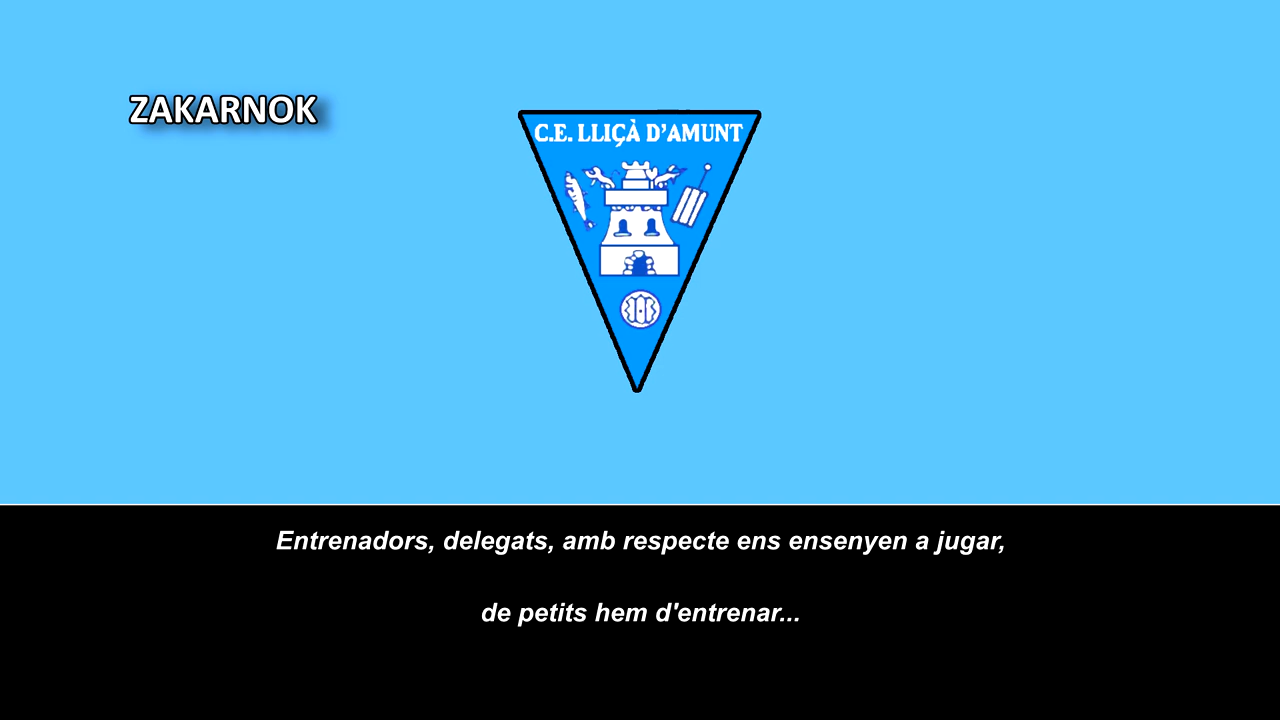 ZAKARNOK
C.E. LLIÇÀ D'AMUNT
Entrenadors, delegats, amb respecte ens ensenyen a jugar,
de petits hem d'entrenar...